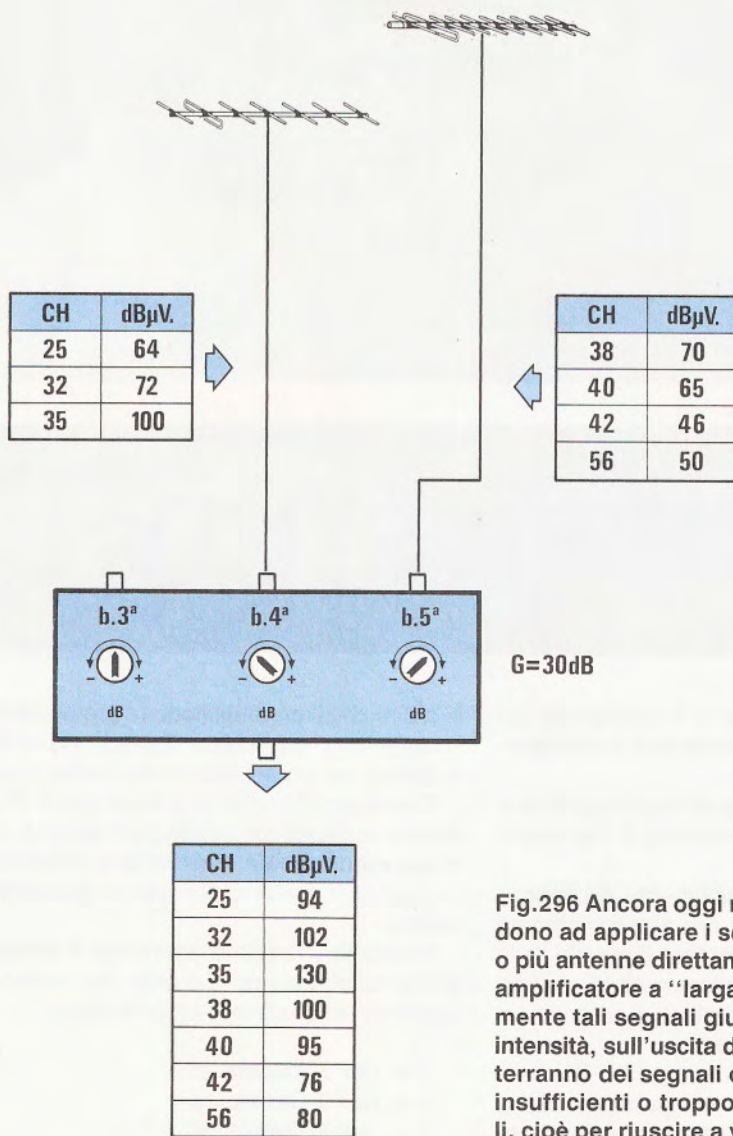 CH dBµV.
25 64
32 72
35 100
CH dBµV.
38 70
40 65
42 46
56 50
b.3ª b.4ª b.5ª
- + - + - +
dB dB dB
G=30dB
CH dBµV.
25 94
32 102
35 130
38 100
40 95
42 76
56 80
Fig.296 Ancora oggi
dono ad applicare i
o più antenne
amplificatore a "larga
mente tali segnali
intensità, sull'uscita
terranno dei segnali
insufficienti o troppo
li, cioè per riuscire a